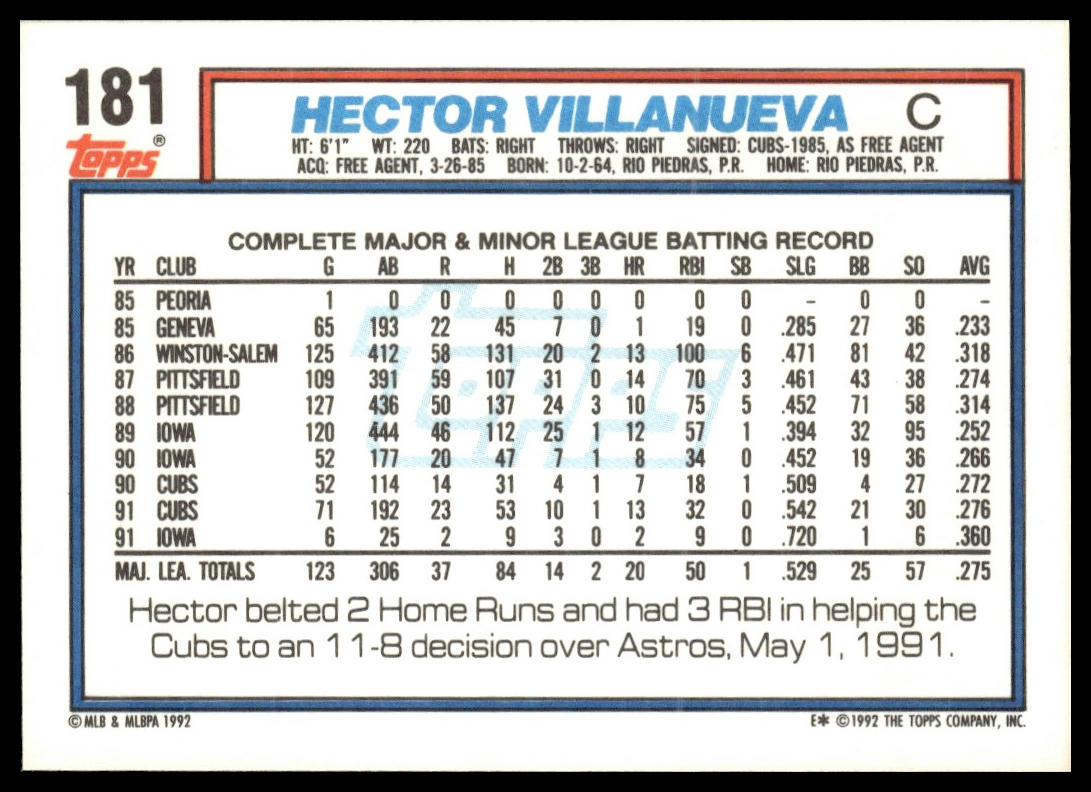 181
topps®
HECTOR VILLANUEVA C
HT: 6'1" WT: 220 BATS: RIGHT THROWS: RIGHT SIGNED: CUBS-1985, AS FREE AGENT
ACQ: FREE AGENT, 3-26-85 BORN: 10-2-64, RIO PIEDRAS, P.R. HOME: RIO PIEDRAS, P.R.
COMPLETE MAJOR & MINOR LEAGUE BATTING RECORD
YR CLUB G AB R H 2B 3B HR RBI SB SLG BB SO AVG
85 PEORIA 1 0 0 0 0 0 0 0 0 – 0 0 –
85 GENEVA 65 193 22 45 7 0 1 19 0 .285 27 36 .233
86 WINSTON-SALEM 125 412 58 131 20 2 13 100 6 .471 81 42 .318
87 PITTSFIELD 109 391 59 107 31 0 14 70 3 .461 43 38 .274
88 PITTSFIELD 127 436 50 137 24 3 10 75 5 .452 71 58 .314
89 IOWA 120 444 46 112 25 1 12 57 1 .394 32 95 .252
90 IOWA 52 177 20 47 7 1 8 34 0 .452 19 36 .266
90 CUBS 52 114 14 31 4 1 7 18 1 .509 4 27 .272
91 CUBS 71 192 23 53 10 1 13 32 0 .542 21 30 .276
91 IOWA 6 25 2 9 3 0 2 9 0 .720 1 6 .360
MAJ. LEA. TOTALS 123 306 37 84 14 2 20 50 1 .529 25 57 .275
topps
Hector belted 2 Home Runs and had 3 RBI in helping the
Cubs to an 11-8 decision over Astros, May 1, 1991.
© MLB & MLBPA 1992 E* © 1992 THE TOPPS COMPANY, INC.